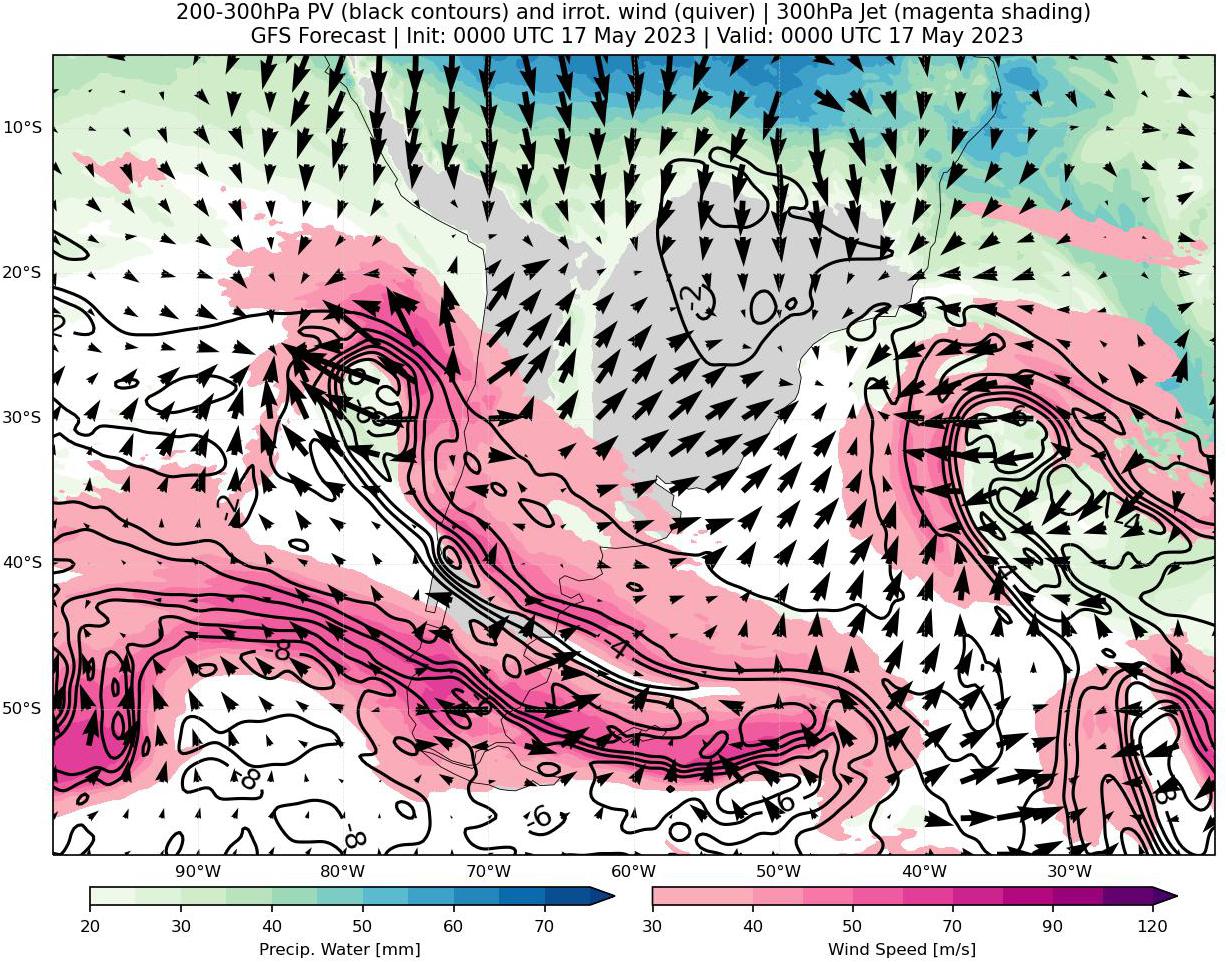 200-300hPa PV (black contours) and irrot. wind (quiver) | 300hPa Jet (magenta shading)
GFS Forecast | Init: 0000 UTC 17 May 2023 | Valid: 0000 UTC 17 May 2023
10°S
20°S
-2
30°S
-2
-4
40°S
-4
-4
-8
50°S
-8
-8
-6
-6
-8
90°W 80°W 70°W 60°W 50°W 40°W 30°W
20 30 40 50 60 70
30 40 50 70 90 120
Precip. Water [mm] Wind Speed [m/s]